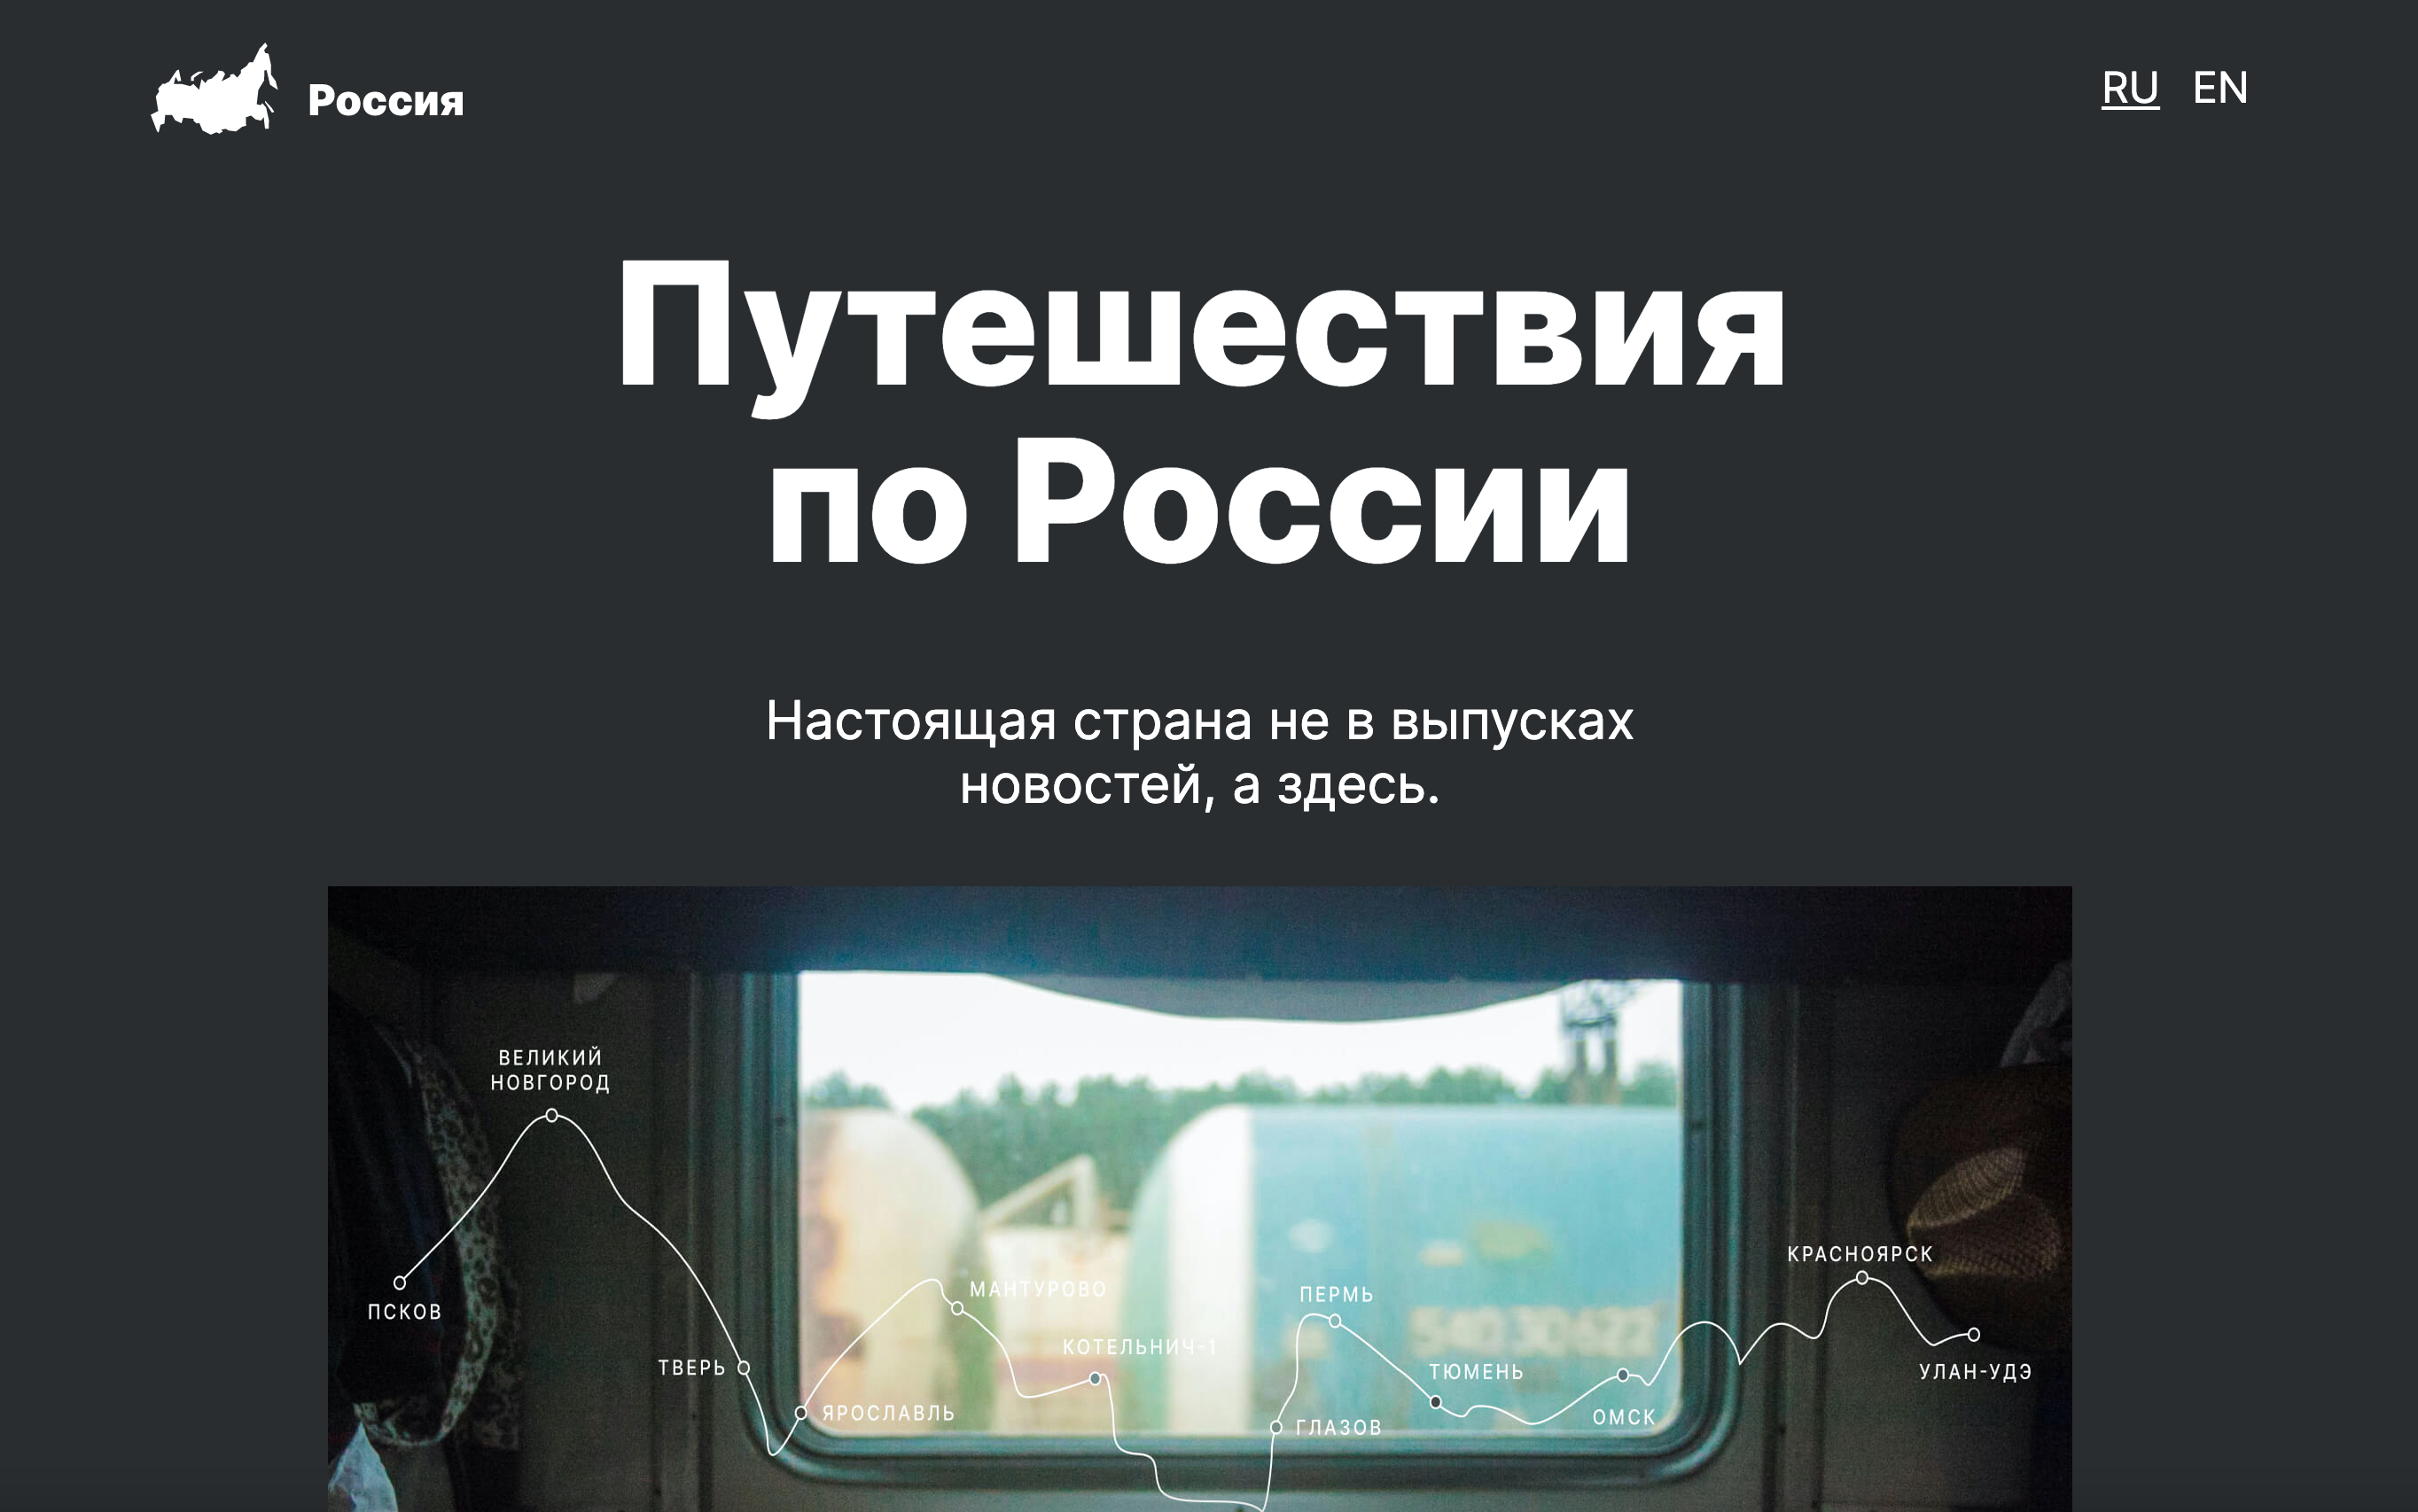 Россия
RU EN
Путешествия
по России
Настоящая страна не в выпусках
новостей, а здесь.
ВЕЛИКИЙ
НОВГОРОД
ПСКОВ
ТВЕРЬ
ЯРОСЛАВЛЬ
МАНТУРОВО
КОТЕЛЬНИЧ-1
ГЛАЗОВ
ПЕРМЬ
ТЮМЕНЬ
ОМСК
КРАСНОЯРСК
УЛАН-УДЭ